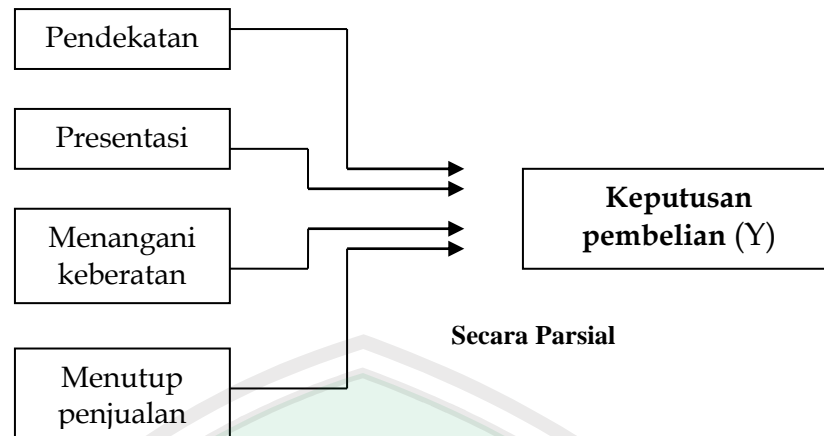 Pendekatan
Presentasi
Menangani
keberatan
Menutup
penjualan
Keputusan
pembelian (Y)
Secara Parsial